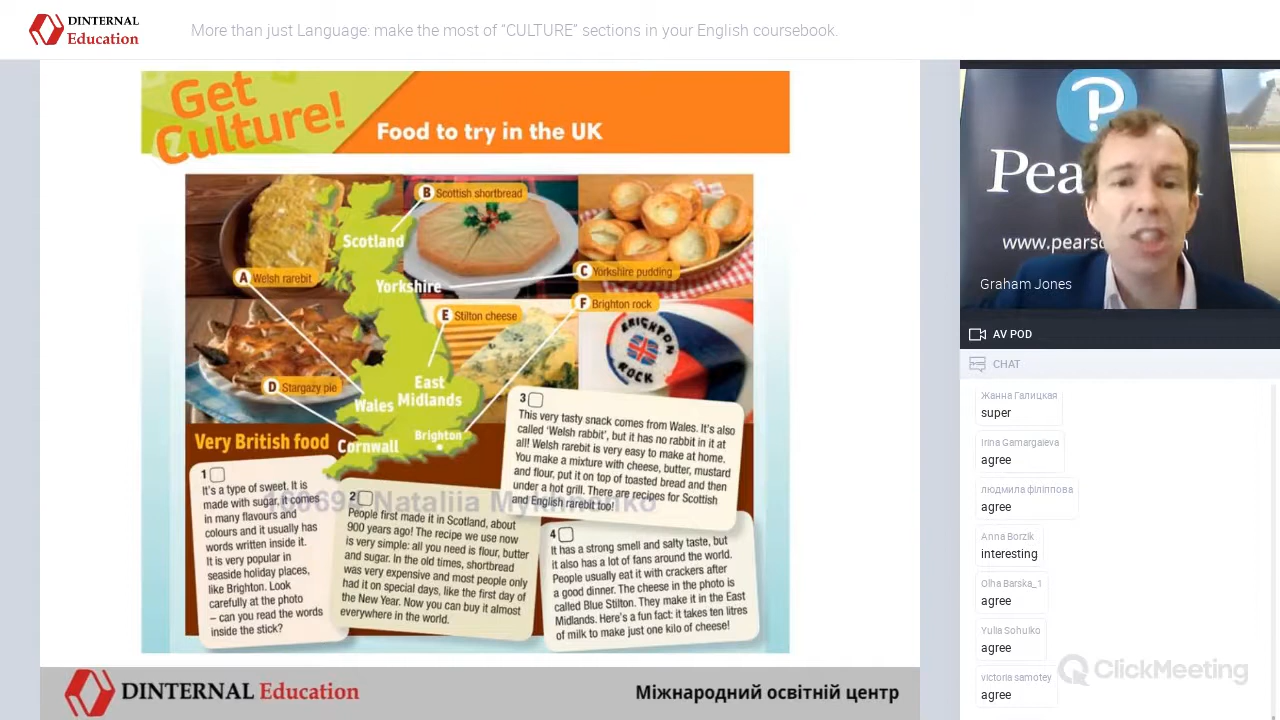 DINTERNAL
Education
More than just Language: make the most of “CULTURE” sections in your English coursebook.
Get
Culture!
Food to try in the UK
B Scottish shortbread
Scotland
A Welsh rarebit
C Yorkshire pudding
Yorkshire
F Brighton rock
E Stilton cheese
BRIGHTON
ROCK
D Stargazy pie
East
Midlands
Wales
Brighton
Cornwall
Very British food
1
It's a type of sweet. It is
made with sugar, it comes
in many flavours and
colours and it usually has
words written inside it.
It is very popular in
seaside holiday places,
like Brighton. Look
carefully at the photo
– can you read the words
inside the stick?
2
People first made it in Scotland, about
900 years ago! The recipe we use now
is very simple: all you need is flour, butter
and sugar. In the old times, shortbread
was very expensive and most people only
had it on special days, like the first day of
the New Year. Now you can buy it almost
everywhere in the world.
3
This very tasty snack comes from Wales. It's also
called 'Welsh rabbit', but it has no rabbit in it at
all! Welsh rarebit is very easy to make at home.
You make a mixture with cheese, butter, mustard
and flour, put it on top of toasted bread and then
under a hot grill. There are recipes for Scottish
and English rarebit too!
4
It has a strong smell and salty taste, but
it also has a lot of fans around the world.
People usually eat it with crackers after
a good dinner. The cheese in the photo is
called Blue Stilton. They make it in the East
Midlands. Here's a fun fact: it takes ten litres
of milk to make just one kilo of cheese!
Nataliia
DINTERNAL Education
Міжнародний освітній центр
P
Pea
www.pears
Graham Jones
AV POD
CHAT
Жанна Галицкая
super
Irina Gamargaieva
agree
людмила філіппова
agree
Anna Borzik
interesting
Olha Barska_1
agree
Yulia Sohulko
agree
victoria samotey
agree
ClickMeeting